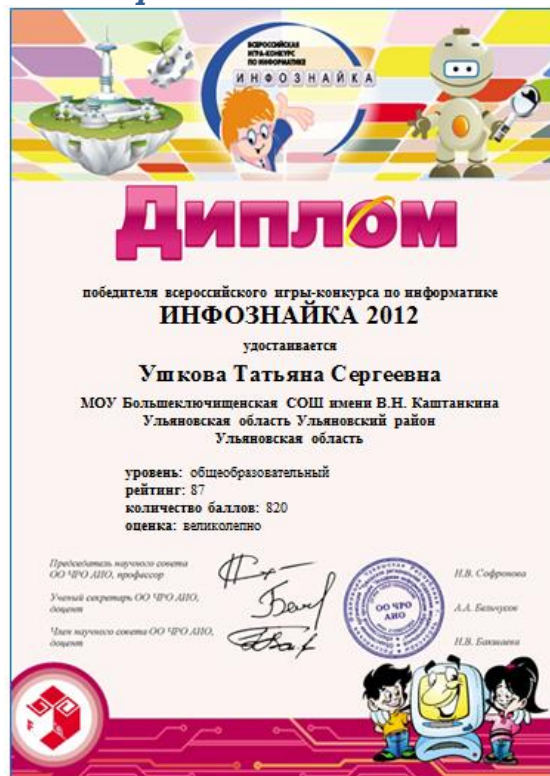 ВСЕРОССИЙСКАЯ
ИГРА-КОНКУРС
ПО ИНФОРМАТИКЕ
ИНФОЗНАЙКА
Диплом
победителя всероссийского игры-конкурса по информатике
ИНФОЗНАЙКА 2012
удостаивается
Ушкова Татьяна Сергеевна
МОУ Большеключищенская СОШ имени В.Н. Каштанкина
Ульяновская область Ульяновский район
Ульяновская область
уровень: общеобразовательный
рейтинг: 87
количество баллов: 820
оценка: великолепно
Председатель научного совета
ОО ЧРО АИО, профессор
Н.В. Софронова
Ученый секретарь ОО ЧРО АИО,
доцент
А.А. Бельчусов
Член научного совета ОО ЧРО АИО,
доцент
Н.В. Бакшаева
ОО ЧРО
АИО